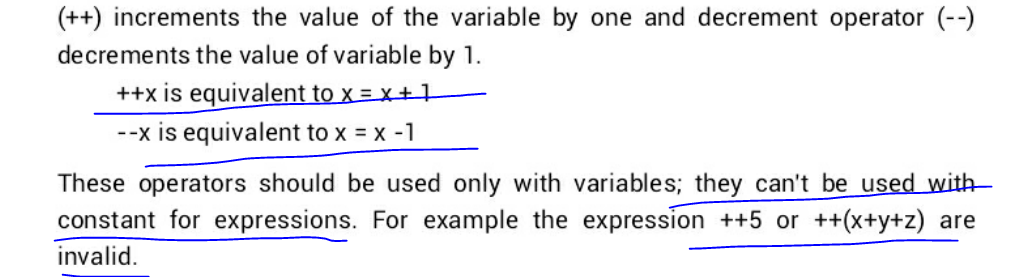 (++) increments the value of the variable by one and decrement operator (--)
decrements the value of variable by 1.
++x is equivalent to x = x + 1
--x is equivalent to x = x -1
These operators should be used only with variables; they can't be used with
constant for expressions. For example the expression ++5 or ++(x+y+z) are
invalid.